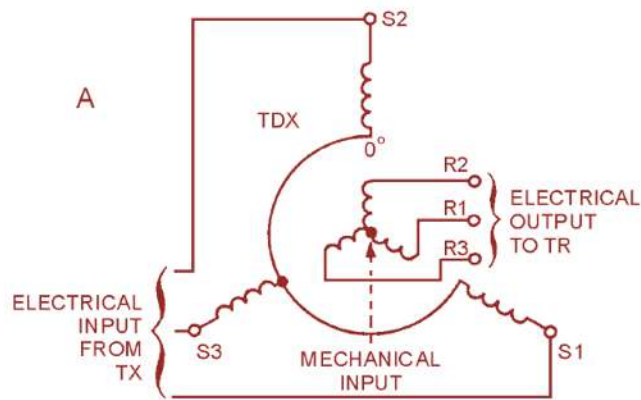 S2
A
TDX
0°
R2
R1
R3
ELECTRICAL
OUTPUT
TO TR
ELECTRICAL
INPUT
FROM
TX
S3
MECHANICAL
INPUT
S1